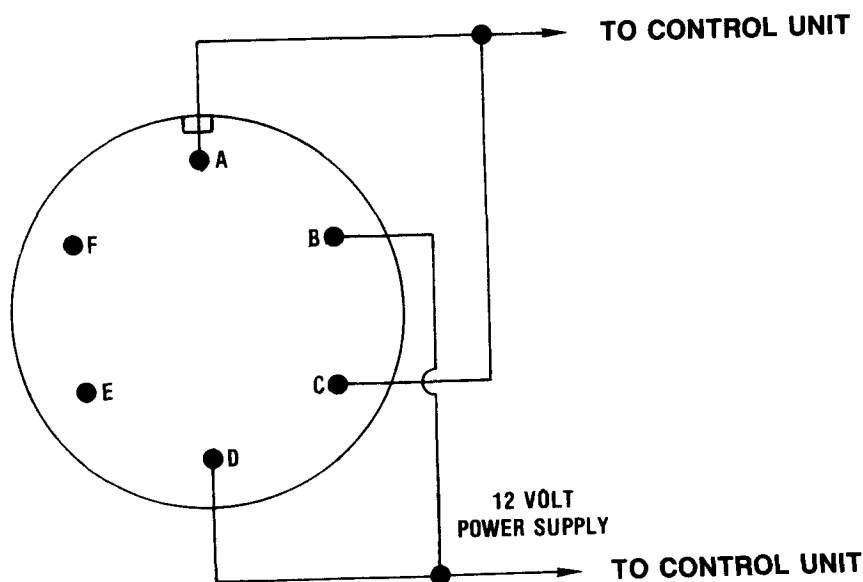 TO CONTROL UNIT
A
F
B
E
C
D
12 VOLT
POWER SUPPLY
TO CONTROL UNIT